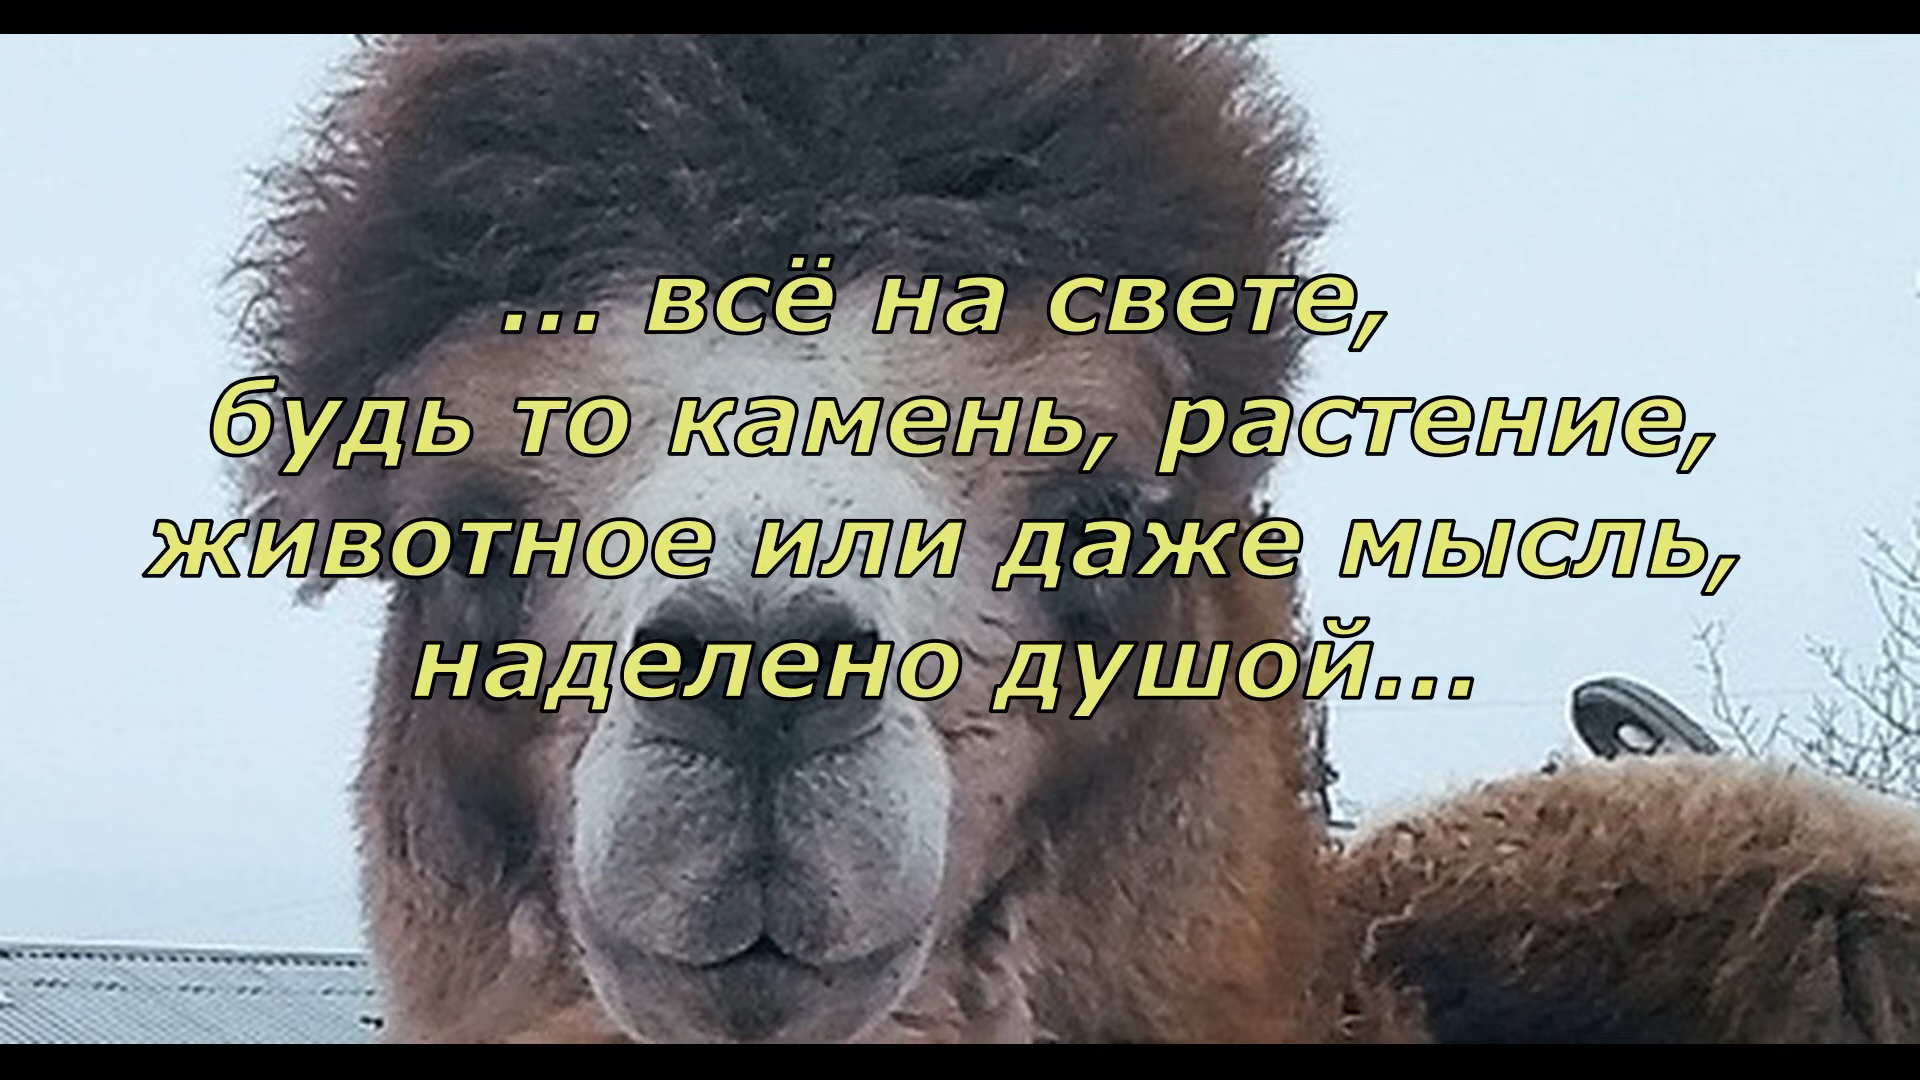 ... всё на свете,
будь то камень, растение,
животное или даже мысль,
наделено душой...